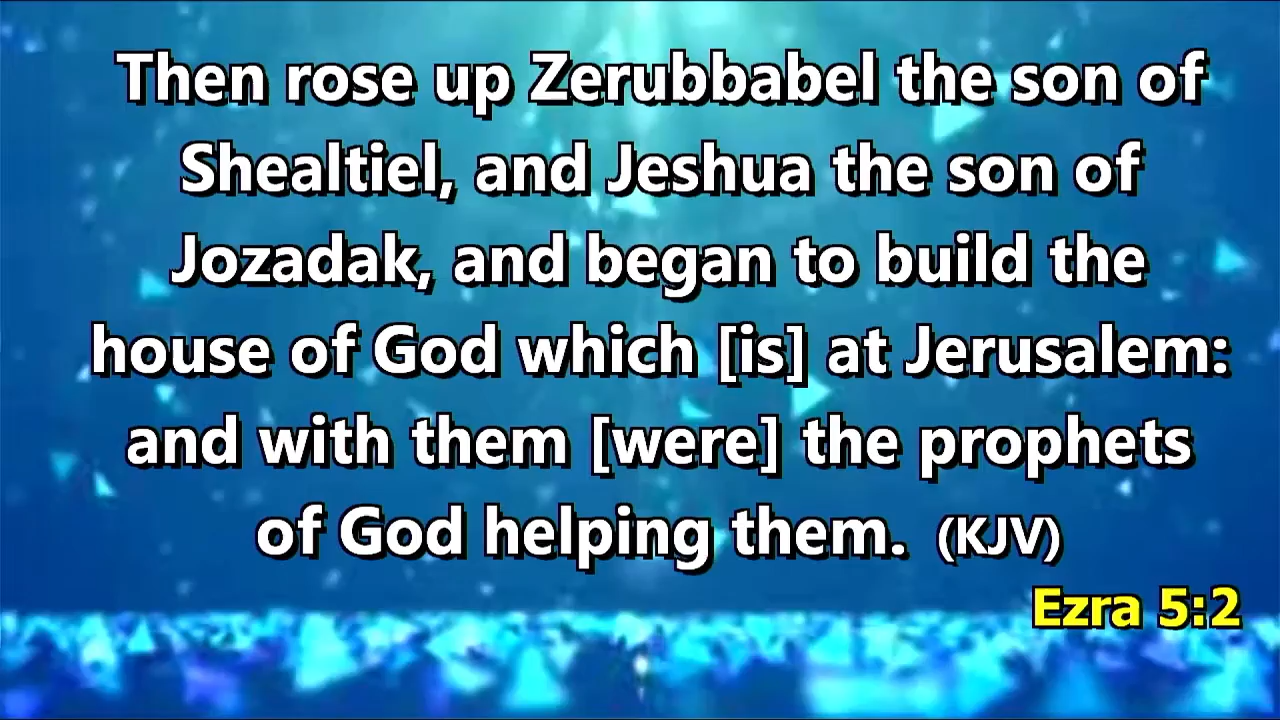 Then rose up Zerubbabel the son of
Shealtiel, and Jeshua the son of
Jozadak, and began to build the
house of God which [is] at Jerusalem:
and with them [were] the prophets
of God helping them. (KJV)
Ezra 5:2